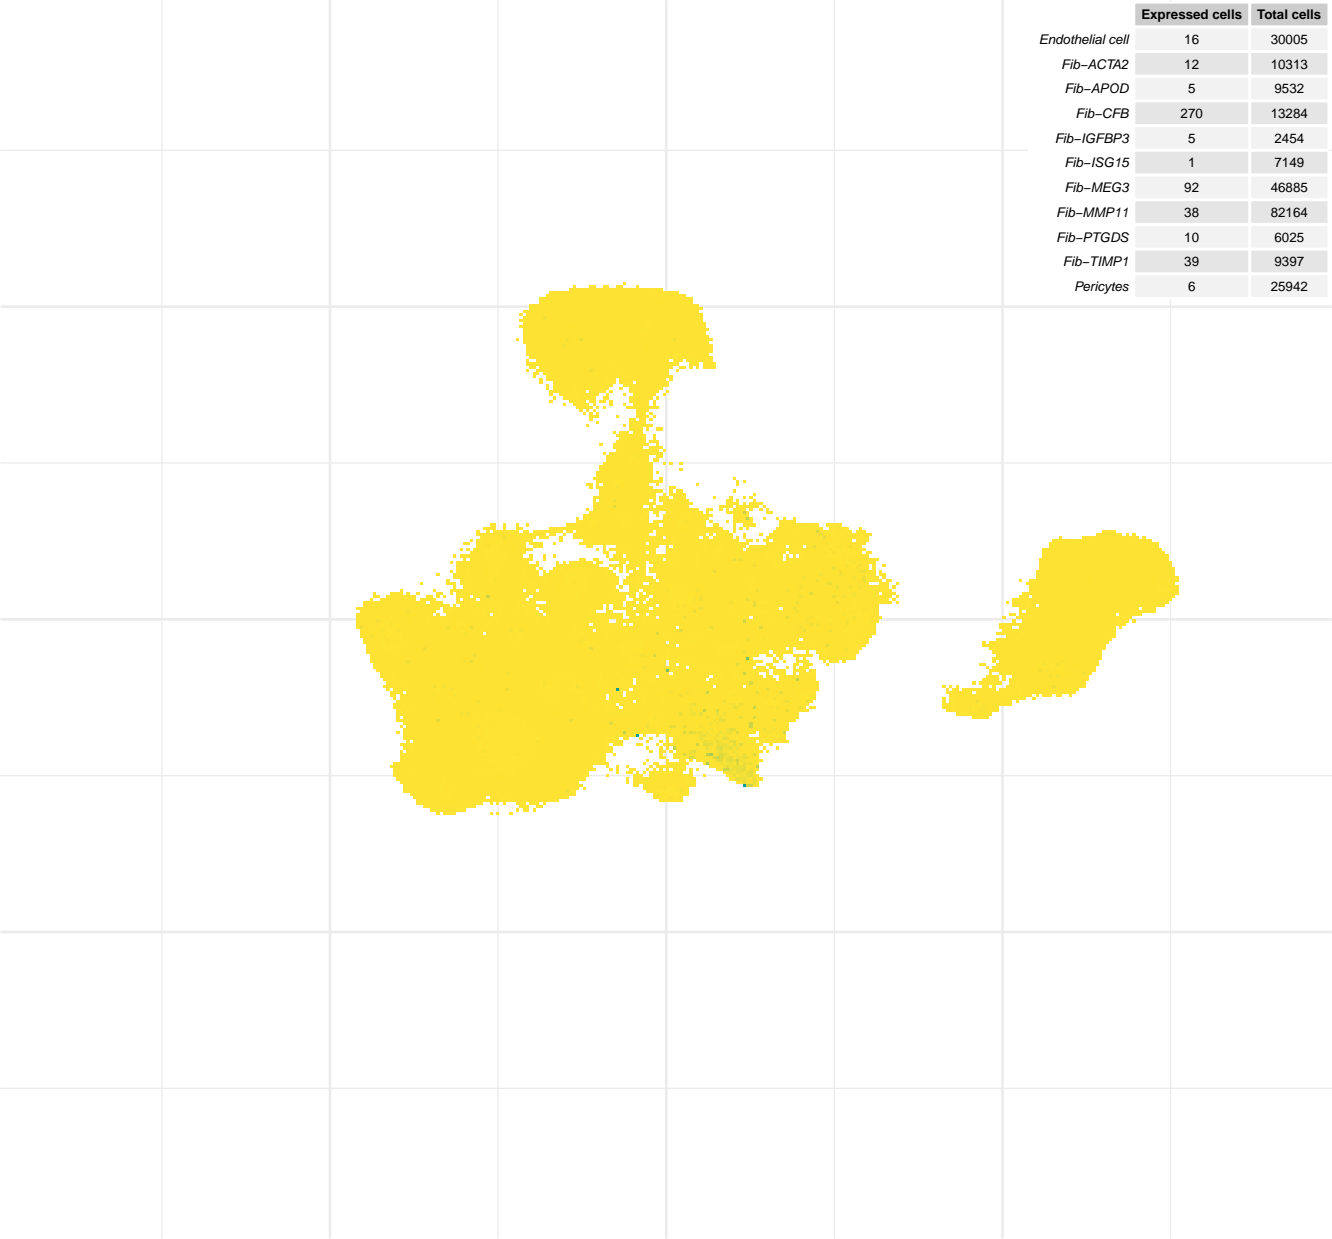 Expressed cells Total cells
Endothelial cell 16 30005
Fib−ACTA2 12 10313
Fib−APOD 5 9532
Fib−CFB 270 13284
Fib−IGFBP3 5 2454
Fib−ISG15 1 7149
Fib−MEG3 92 46885
Fib−MMP11 38 82164
Fib−PTGDS 10 6025
Fib−TIMP1 39 9397
Pericytes 6 25942